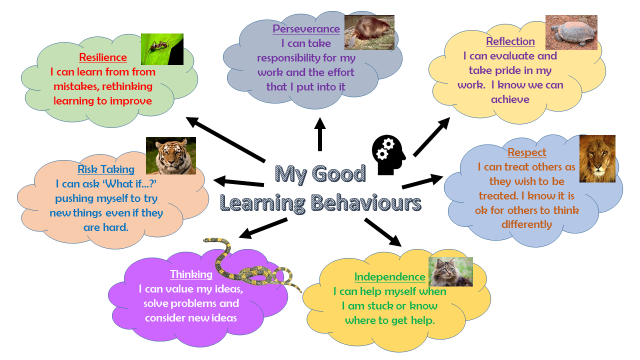 Perseverance
I can take
responsibility for my
work and the effort
that I put into it
Resilience
I can learn from from
mistakes, rethinking
learning to improve
Reflection
I can evaluate and
take pride in my
work.  I know we can
achieve
Risk Taking
I can ask ‘What if…?’
pushing myself to try
new things even if they
are hard.
My Good
Learning Behaviours
Respect
I can treat others as
they wish to be
treated. I know it is
ok for others to think
differently
Thinking
I can value my ideas,
solve problems and
consider new ideas
Independence
I can help myself when
I am stuck or know
where to get help.